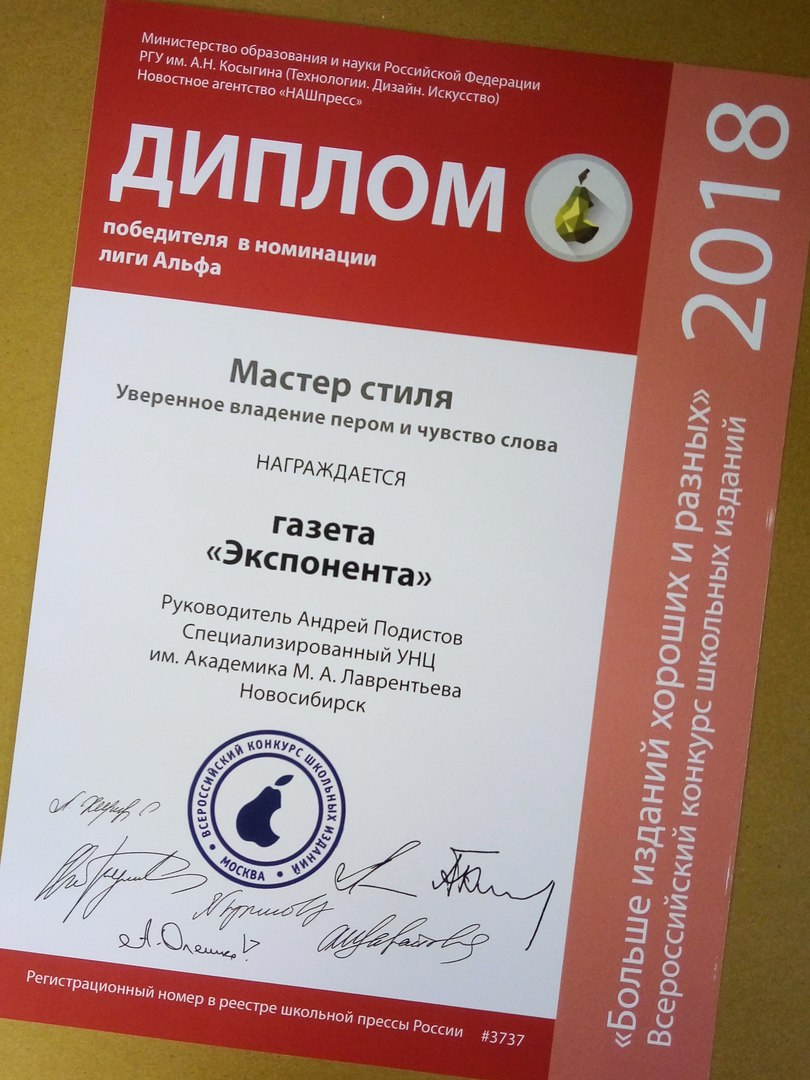 Министерство образования и науки Российской Федерации
РГУ им. А.Н. Косыгина (Технологии. Дизайн. Искусство)
Новостное агентство «НАШпресс»
ДИПЛОМ
победителя в номинации
лиги Альфа
Мастер стиля
Уверенное владение пером и чувство слова
НАГРАЖДАЕТСЯ
газета
«Экспонента»
Руководитель Андрей Подистов
Специализированный УНЦ
им. Академика М. А. Лаврентьева
Новосибирск
ВСЕРОССИЙСКИЙ КОНКУРС ШКОЛЬНЫХ ИЗДАНИЙ
МОСКВА
Регистрационный номер в реестре школьной прессы России #3737
«Больше изданий хороших и разных» 2018
Всероссийский конкурс школьных изданий